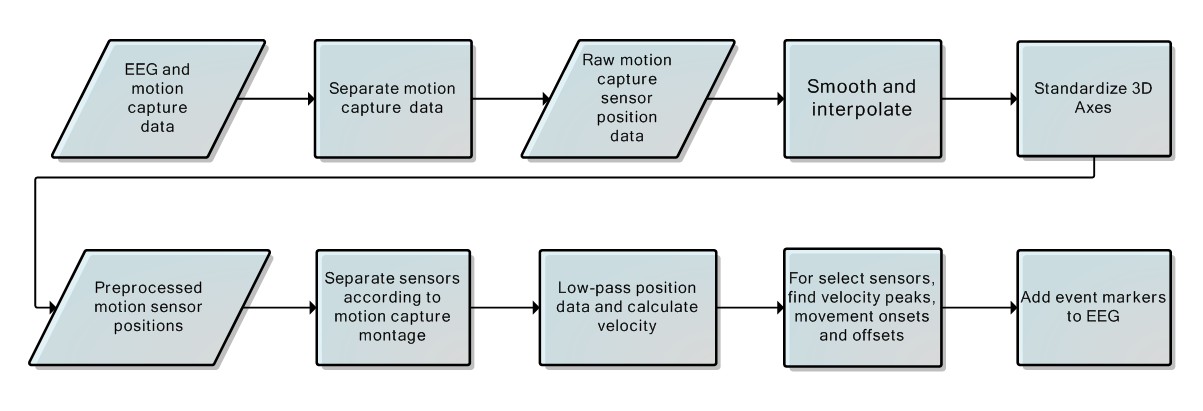 EEG and
motion
capture
data
Separate motion
capture data
Raw motion
capture
sensor
position
data
Smooth and
interpolate
Standardize 3D
Axes
Preprocessed
motion sensor
positions
Separate sensors
according to
motion capture
montage
Low-pass position
data and calculate
velocity
For select sensors,
find velocity peaks,
movement onsets
and offsets
Add event markers
to EEG